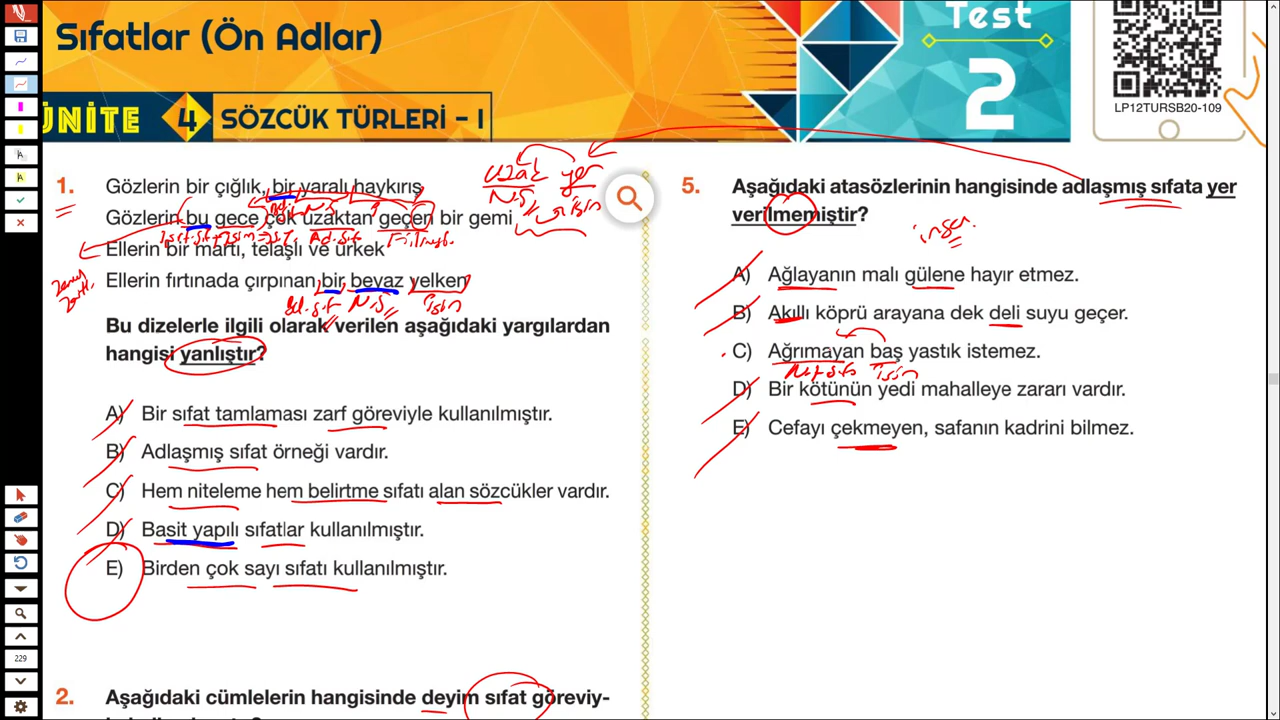 Sıfatlar (Ön Adlar)
Test
2
LP12TURSB20-109
ÜNİTE 4 SÖZCÜK TÜRLERİ – I
1. Gözlerin bir çığlık, bir yaralı haykırış
Gözlerin bu gece çok uzaktan geçen bir gemi
Ellerin bir martı, telaşlı ve ürkek
Ellerin fırtınada çırpınan bir beyaz yelken
uzak yer
N.S isim
Bu dizelerle ilgili olarak verilen aşağıdaki yargılardan
hangisi yanlıştır?
A) Bir sıfat tamlaması zarf göreviyle kullanılmıştır.
B) Adlaşmış sıfat örneği vardır.
C) Hem niteleme hem belirtme sıfatı alan sözcükler vardır.
D) Basit yapılı sıfatlar kullanılmıştır.
E) Birden çok sayı sıfatı kullanılmıştır.
2. Aşağıdaki cümlelerin hangisinde deyim sıfat göreviy-
5. Aşağıdaki atasözlerinin hangisinde adlaşmış sıfata yer
verilmemiştir?
A) Ağlayanın malı gülene hayır etmez.
B) Akıllı köprü arayana dek deli suyu geçer.
C) Ağrımayan baş yastık istemez.
isim
D) Bir kötünün yedi mahalleye zararı vardır.
E) Cefayı çekmeyen, safanın kadrini bilmez.
229